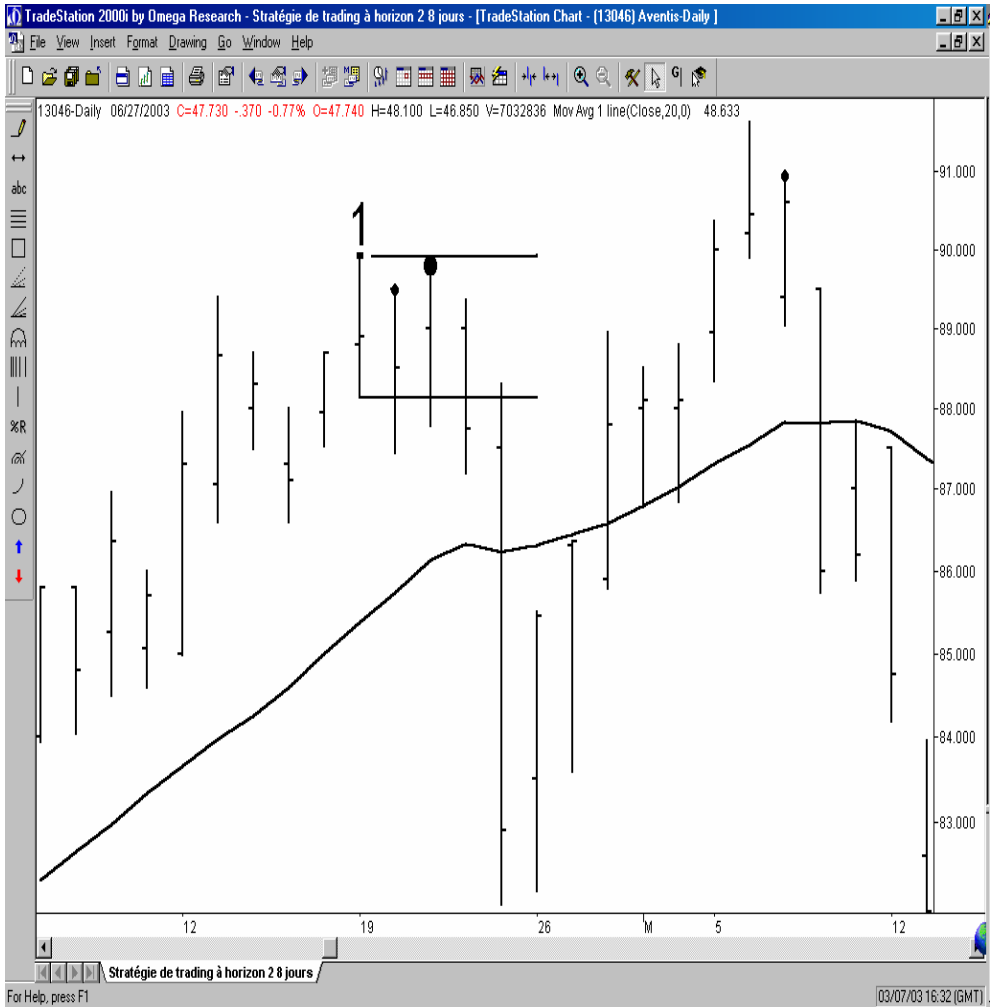 TradeStation 2000i by Omega Research - Stratégie de trading à horizon 2 8 jours - [TradeStation Chart - (13046) Aventis-Daily ]
File View Insert Format Drawing Go Window Help
13046-Daily 06/27/2003 C=47.730 -.370 -0.77% O=47.740 H=48.100 L=46.850 V=7032836 Mov Avg 1 line(Close,20,0) 48.633
abc
%R
1
91.000
90.000
89.000
88.000
87.000
86.000
85.000
84.000
83.000
12 19 26 M 5 12
Stratégie de trading à horizon 2 8 jours
For Help, press F1
03/07/03 16:32 (GMT)